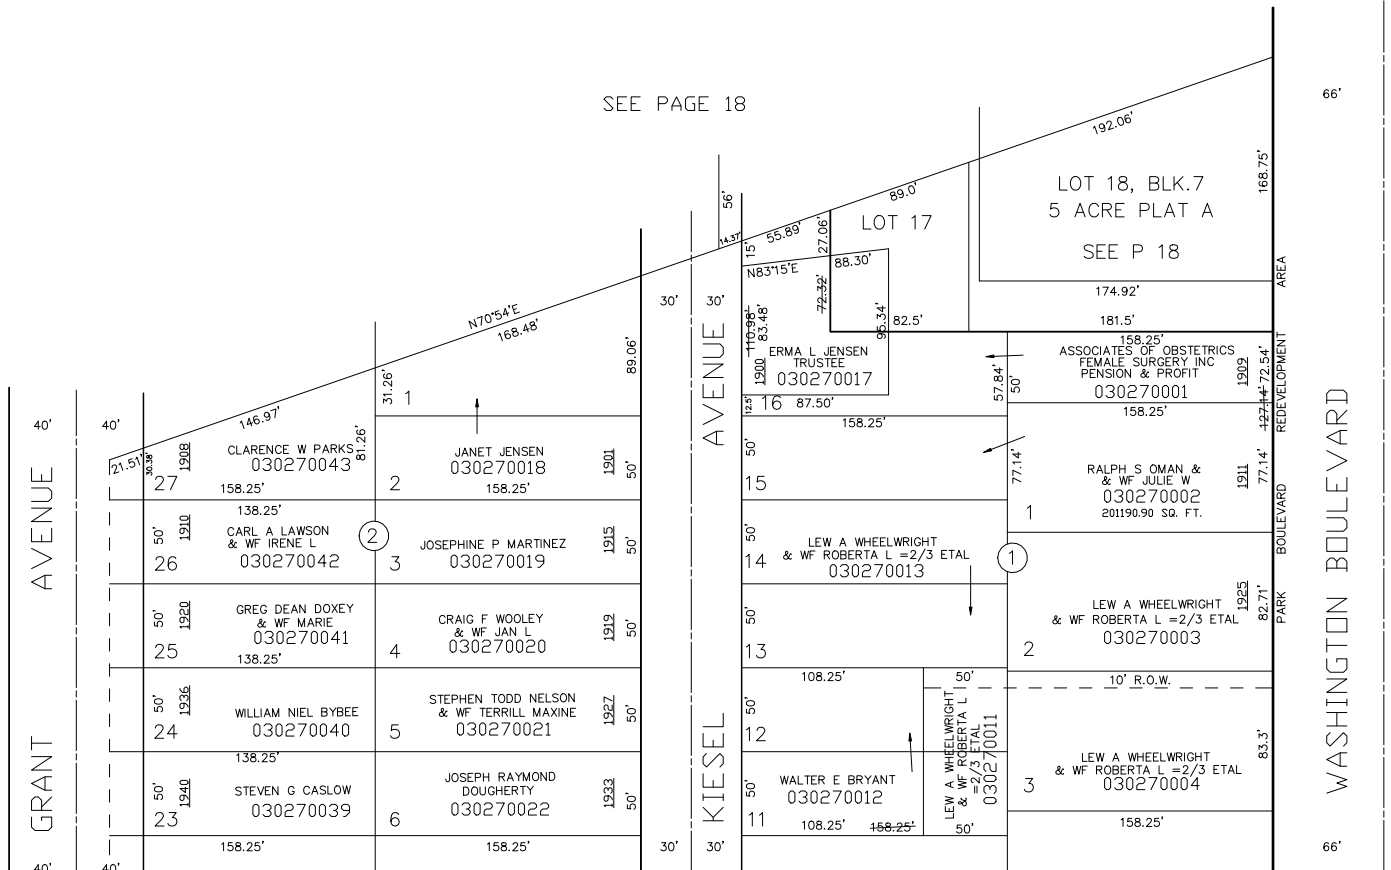 SEE PAGE 18
66'
192.06'
168.75'
LOT 18, BLK.7
5 ACRE PLAT A
SEE P 18
174.92'
181.5'
89.0'
LOT 17
56'
14.37'
15'
55.89'
27.06'
N83°15'E
88.30'
72.32'
110.98'
83.48'
95.34'
82.5'
ERMA L JENSEN
TRUSTEE
030270017
1900
12.5'
16
87.50'
158.25'
158.25'
ASSOCIATES OF OBSTETRICS
FEMALE SURGERY INC
PENSION & PROFIT
030270001
1909
57.84'
50'
72.54'
127.14'
158.25'
AREA
REDEVELOPMENT
BOULEVARD
PARK
WASHINGTON BOULEVARD
RALPH S OMAN &
& WF JULIE W
030270002
201190.90 SQ. FT.
1911
77.14'
77.14'
1
1
LEW A WHEELWRIGHT
& WF ROBERTA L =2/3 ETAL
030270003
1925
82.71'
2
10' R.O.W.
LEW A WHEELWRIGHT
& WF ROBERTA L =2/3 ETAL
030270004
83.3'
3
158.25'
66'
N70°54'E
168.48'
146.97'
21.51'
30.38'
31.26'
81.26'
1
89.06'
30'
30'
AVENUE
KIESEL
30'
30'
40'
40'
AVENUE
GRANT
40'
40'
CLARENCE W PARKS
030270043
1908
27
158.25'
138.25'
JANET JENSEN
030270018
1901
50'
2
158.25'
CARL A LAWSON
& WF IRENE L
030270042
1910
50'
26
2
JOSEPHINE P MARTINEZ
030270019
1915
50'
3
GREG DEAN DOXEY
& WF MARIE
030270041
1920
50'
25
138.25'
CRAIG F WOOLEY
& WF JAN L
030270020
1919
50'
4
WILLIAM NIEL BYBEE
030270040
1936
50'
24
138.25'
STEPHEN TODD NELSON
& WF TERRILL MAXINE
030270021
1927
50'
5
STEVEN G CASLOW
030270039
1940
50'
23
158.25'
JOSEPH RAYMOND
DOUGHERTY
030270022
1933
50'
6
158.25'
50'
15
50'
14
LEW A WHEELWRIGHT
& WF ROBERTA L =2/3 ETAL
030270013
50'
13
108.25'
50'
50'
12
LEW A WHEELWRIGHT
& WF ROBERTA L
=2/3 ETAL
030270011
WALTER E BRYANT
030270012
50'
11
108.25'
158.25'
50'